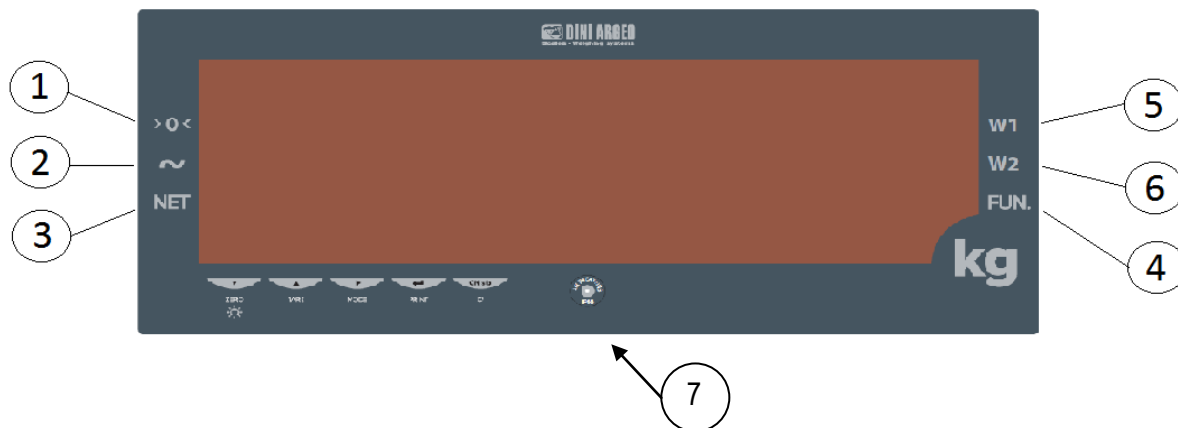 DINI ARGEO
1
>0<
W1
5
2
~
W2
6
NET
FUN.
3
4
kg
ZERO
MODE
PRINT
C
7